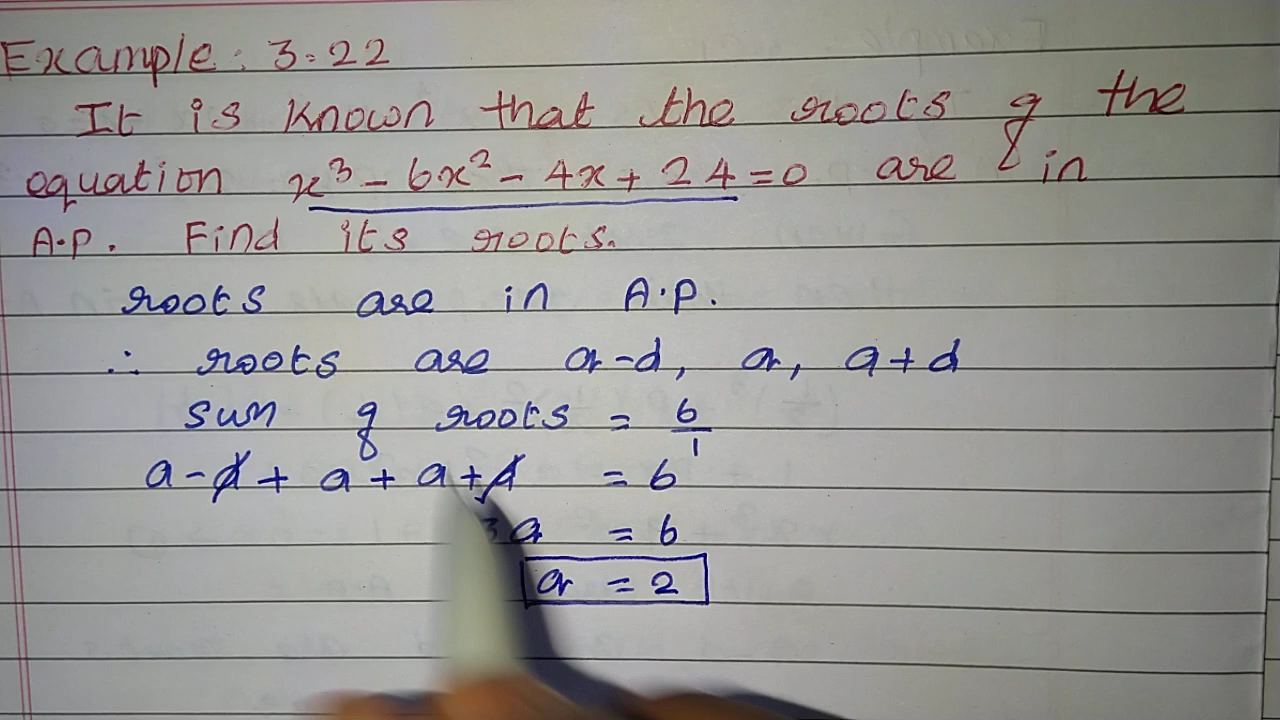 Example: 3.22
It is known that the roots of the
equation x³ - 6x² - 4x + 24 = 0 are in
A.P. Find its roots.
roots are in A.P.
∴ roots are a-d, a, a+d
sum of roots = 6/1
a - d + a + a + d = 6
3a = 6
a = 2